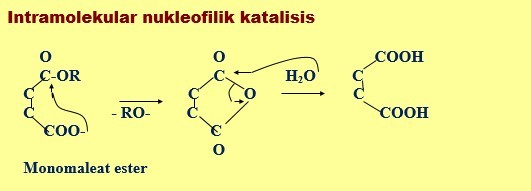 Intramolekular nukleofilik katalisis
O
C-OR
C
C
COO-
- RO-
O
C
C
O
C
C
O
H₂O
COOH
C
C
COOH
Monomaleat ester